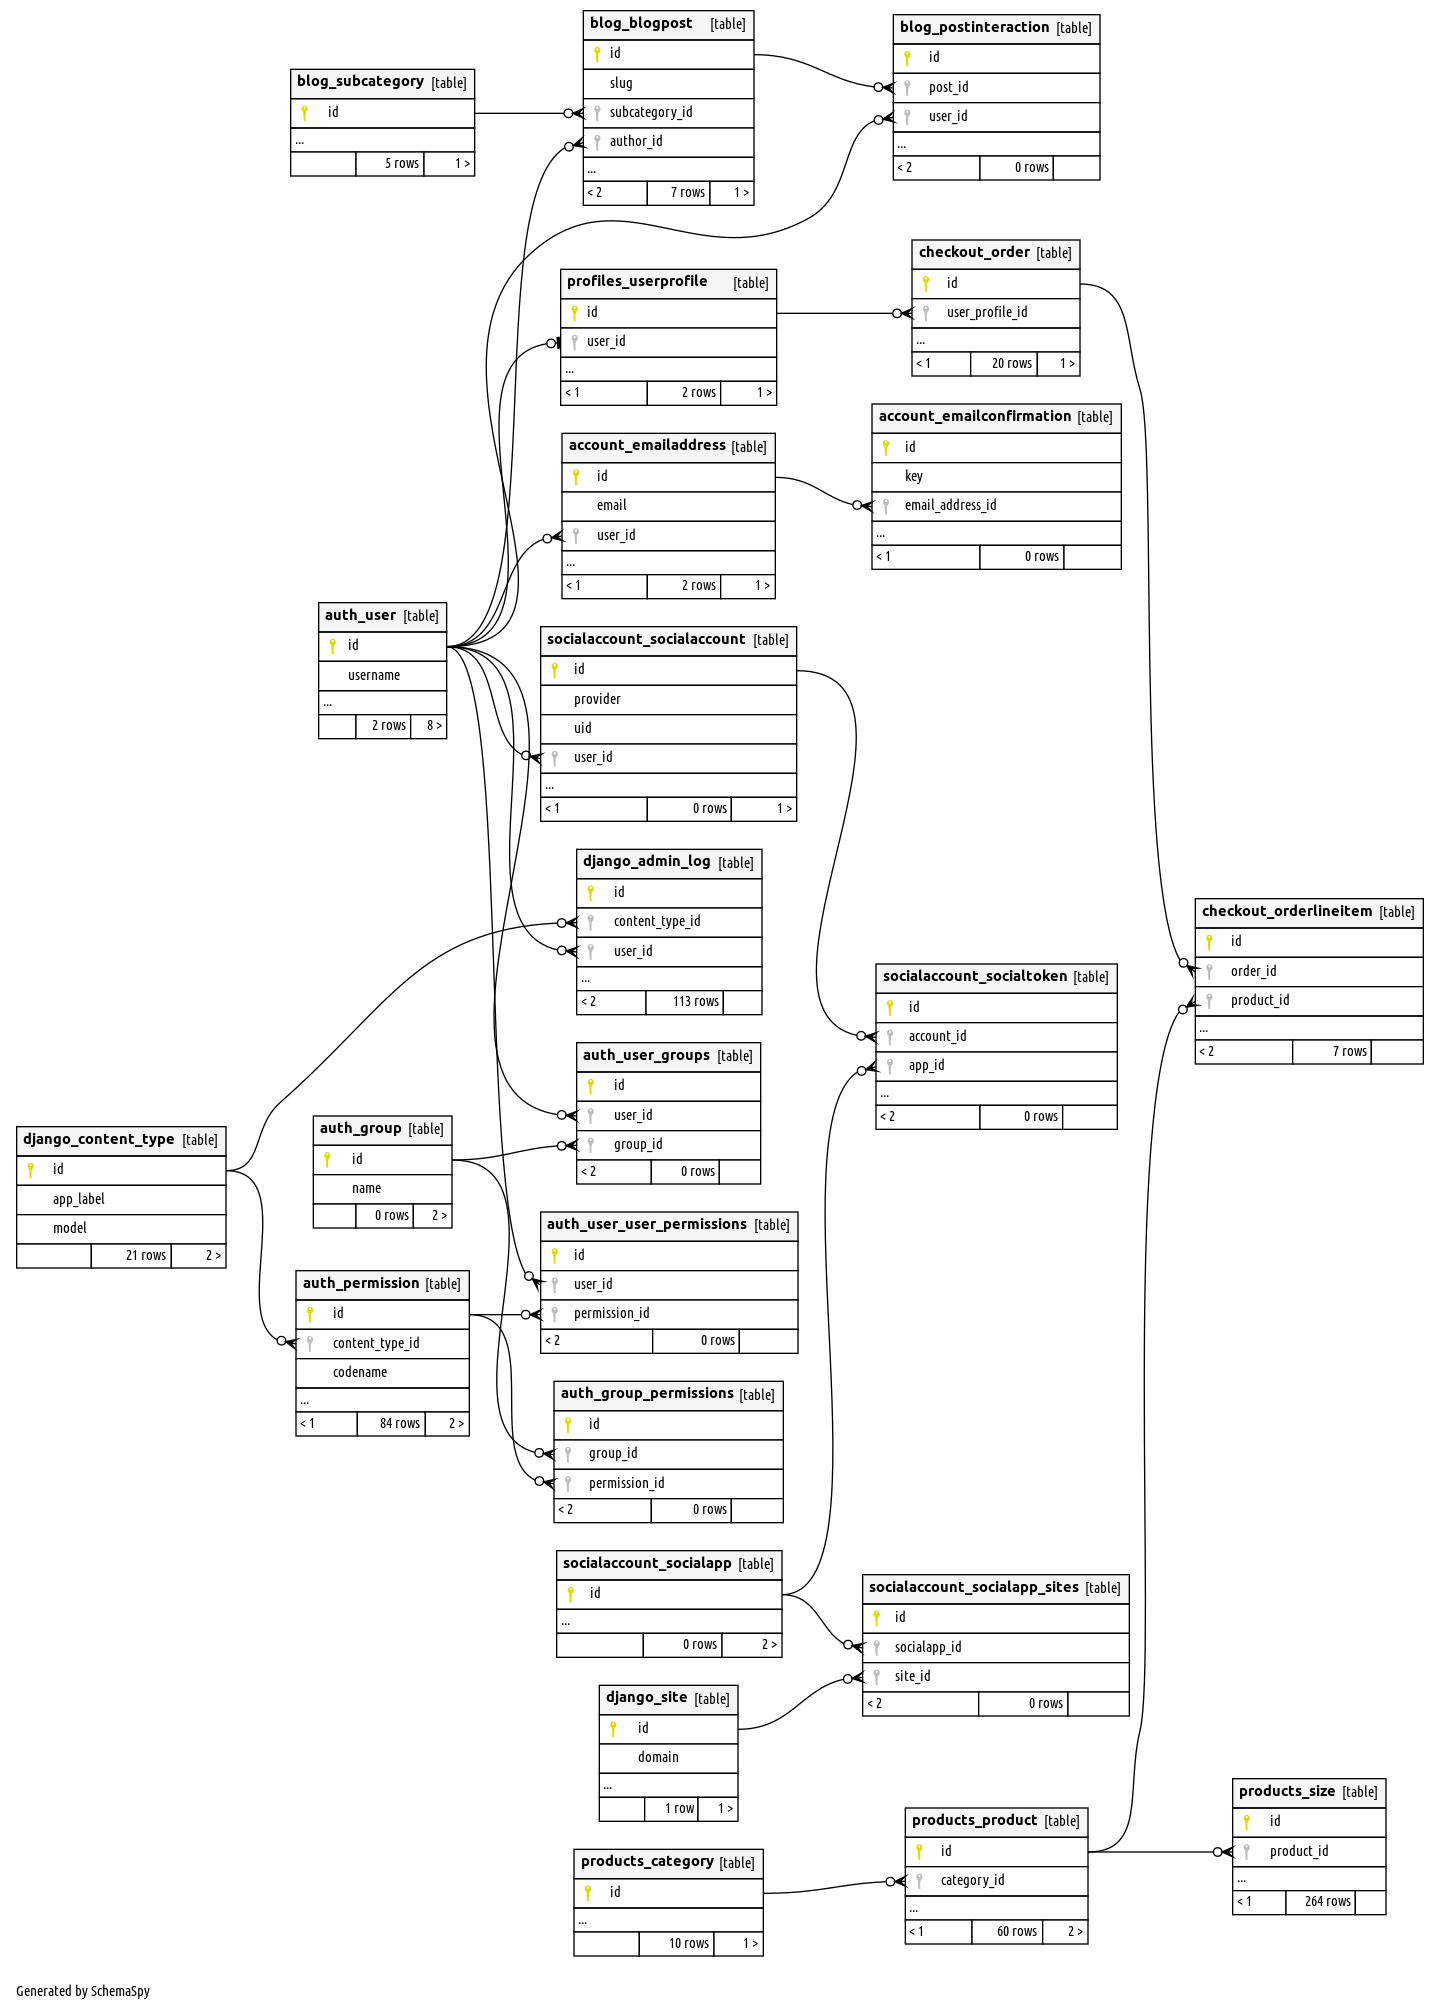 blog_blogpost [table]
id
slug
subcategory_id
author_id
...
< 2 7 rows 1 >
blog_postinteraction [table]
id
post_id
user_id
...
< 2 0 rows
blog_subcategory [table]
id
...
5 rows 1 >
checkout_order [table]
id
user_profile_id
...
< 1 20 rows 1 >
profiles_userprofile [table]
id
user_id
...
< 1 2 rows 1 >
account_emailconfirmation [table]
id
key
email_address_id
...
< 1 0 rows
account_emailaddress [table]
id
email
user_id
...
< 1 2 rows 1 >
auth_user [table]
id
username
...
2 rows 8 >
socialaccount_socialaccount [table]
id
provider
uid
user_id
...
< 1 0 rows 1 >
django_admin_log [table]
id
content_type_id
user_id
...
< 2 113 rows
checkout_orderlineitem [table]
id
order_id
product_id
...
< 2 7 rows
socialaccount_socialtoken [table]
id
account_id
app_id
...
< 2 0 rows
auth_user_groups [table]
id
user_id
group_id
< 2 0 rows
auth_group [table]
id
name
0 rows 2 >
django_content_type [table]
id
app_label
model
21 rows 2 >
auth_user_user_permissions [table]
id
user_id
permission_id
< 2 0 rows
auth_permission [table]
id
content_type_id
codename
...
< 1 84 rows 2 >
auth_group_permissions [table]
id
group_id
permission_id
< 2 0 rows
socialaccount_socialapp [table]
id
...
0 rows 2 >
socialaccount_socialapp_sites [table]
id
socialapp_id
site_id
< 2 0 rows
django_site [table]
id
domain
...
1 row 1 >
products_size [table]
id
product_id
...
< 1 264 rows
products_product [table]
id
category_id
...
< 1 60 rows 2 >
products_category [table]
id
...
10 rows 1 >
Generated by SchemaSpy